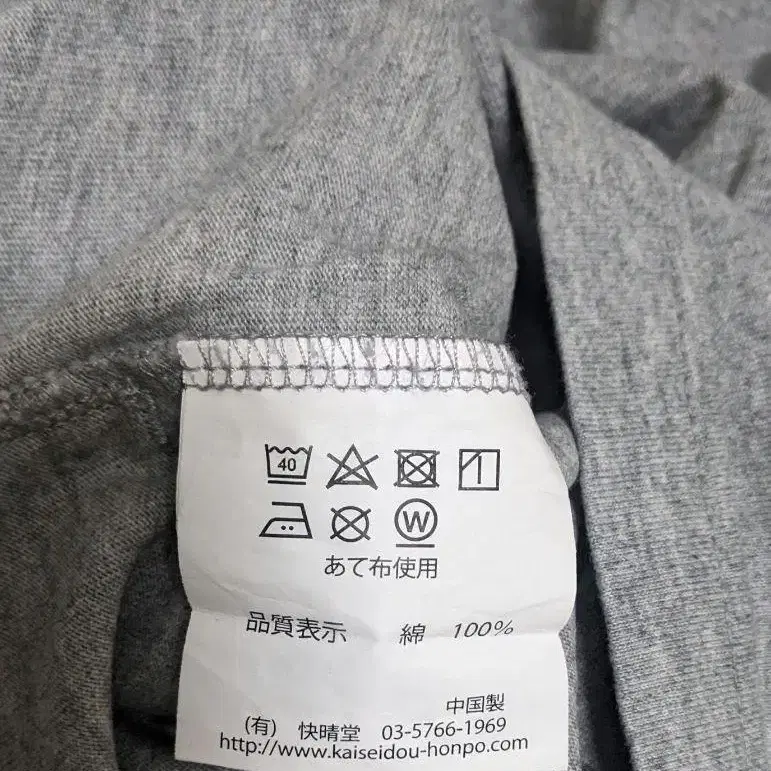 40
W
あて布使用
品質表示 綿 100%
中国製
(有) 快晴堂 03-5766-1969
http://www.kaiseidou-honpo.com